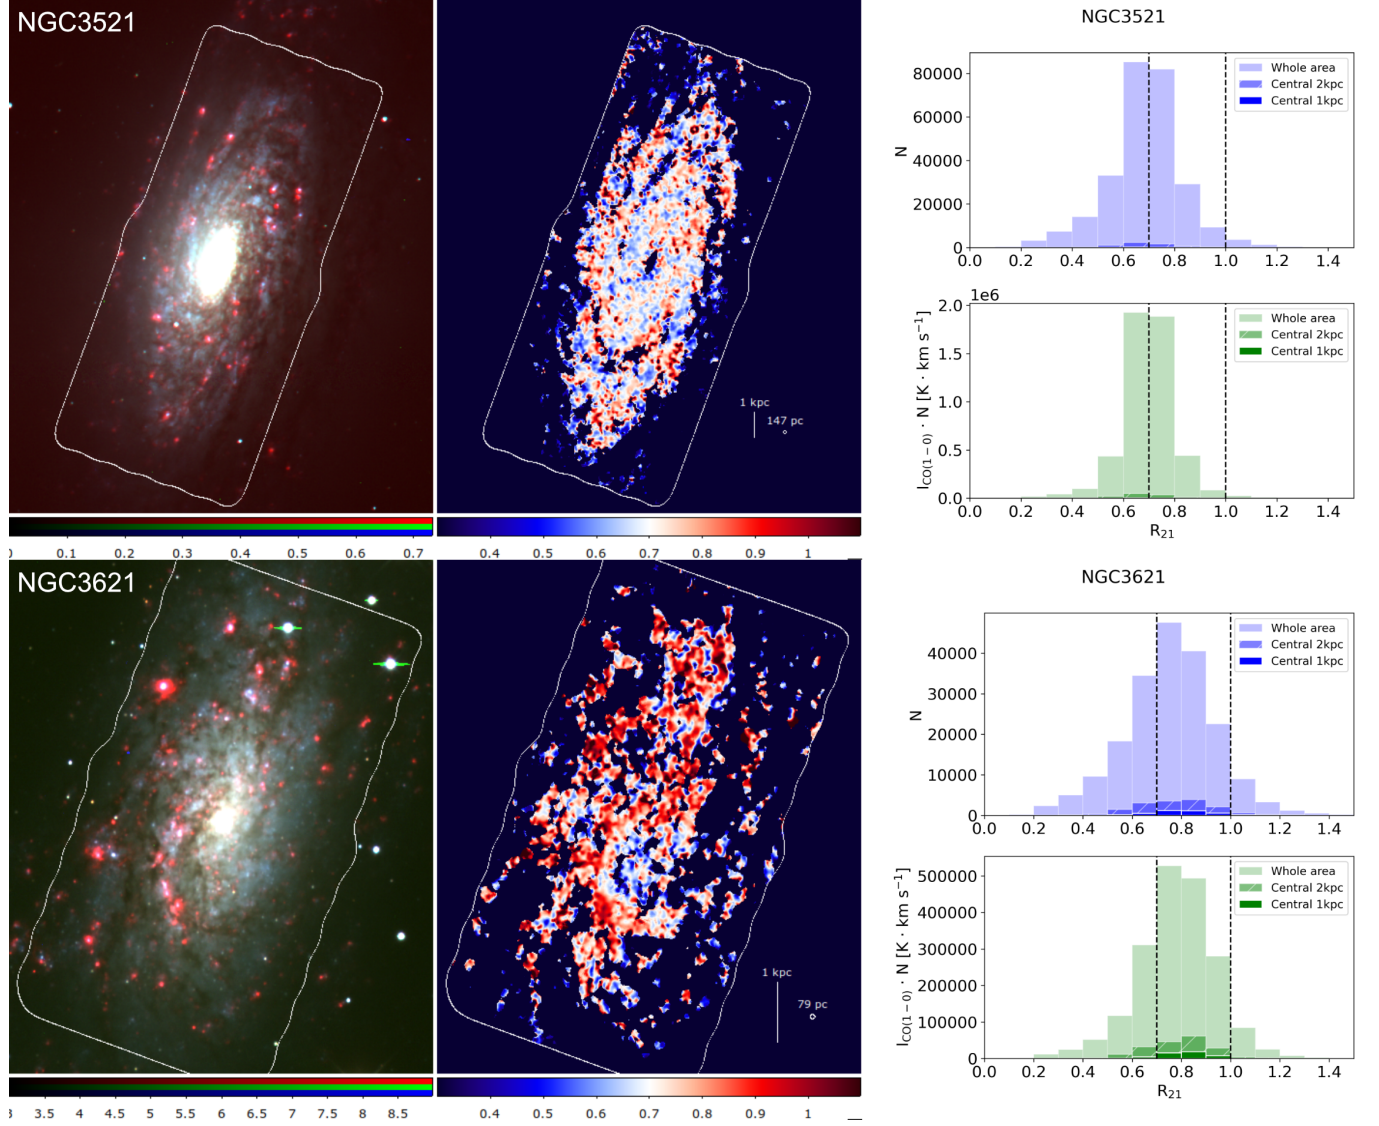 NGC3521
1 kpc
147 pc
0 0.1 0.2 0.3 0.4 0.5 0.6 0.7
0.4 0.5 0.6 0.7 0.8 0.9 1
NGC3521
N
80000
60000
40000
20000
0
0.0 0.2 0.4 0.6 0.8 1.0 1.2 1.4
Whole area
Central 2kpc
Central 1kpc
1e6
I_CO(1−0) · N [K · km s⁻¹]
2.0
1.5
1.0
0.5
0.0
0.0 0.2 0.4 0.6 0.8 1.0 1.2 1.4
R₂₁
Whole area
Central 2kpc
Central 1kpc
NGC3621
1 kpc
79 pc
3.5 4 4.5 5 5.5 6 6.5 7 7.5 8 8.5
0.4 0.5 0.6 0.7 0.8 0.9 1
NGC3621
N
40000
30000
20000
10000
0
0.0 0.2 0.4 0.6 0.8 1.0 1.2 1.4
Whole area
Central 2kpc
Central 1kpc
I_CO(1−0) · N [K · km s⁻¹]
500000
400000
300000
200000
100000
0
0.0 0.2 0.4 0.6 0.8 1.0 1.2 1.4
R₂₁
Whole area
Central 2kpc
Central 1kpc